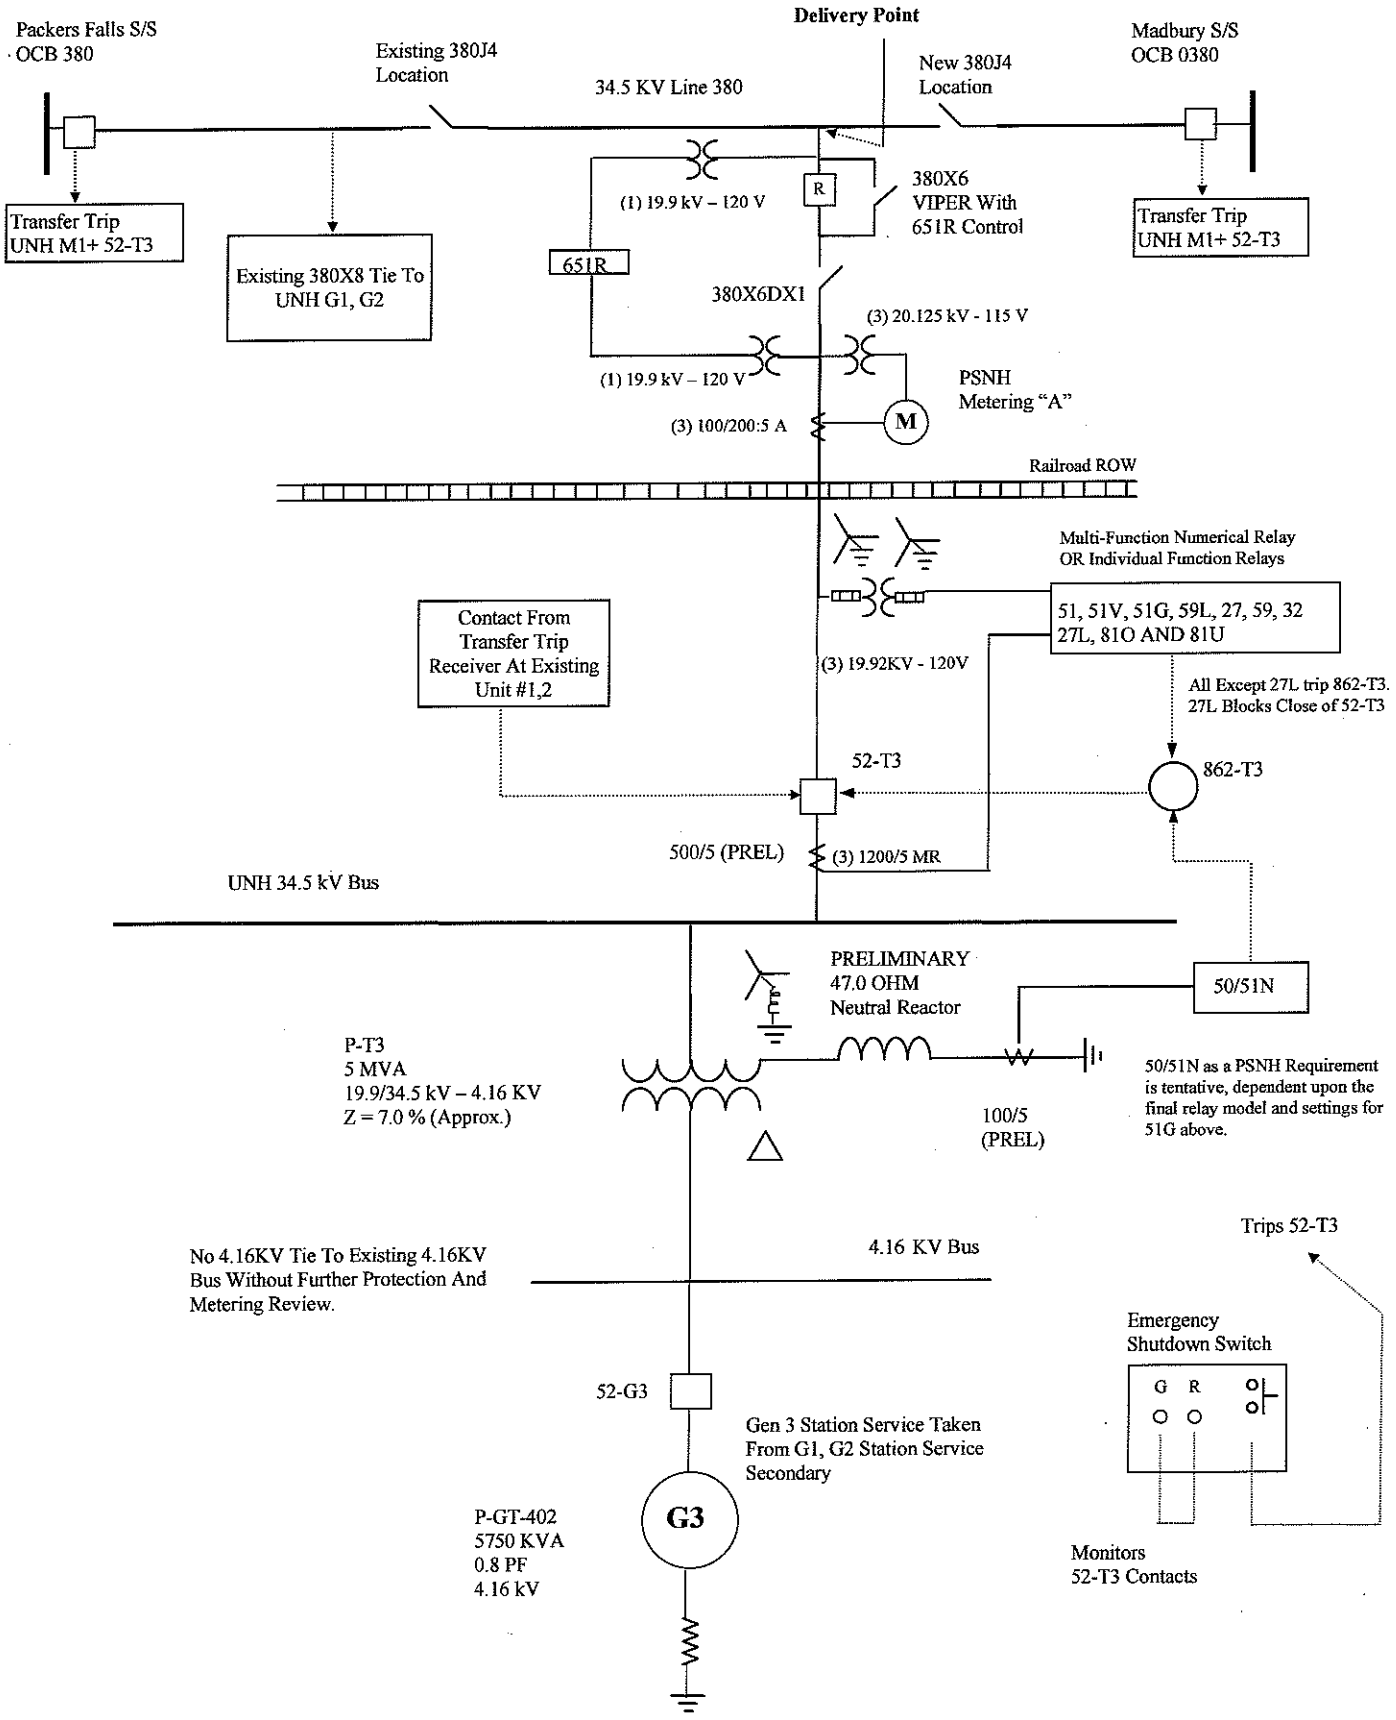 Delivery Point
Packers Falls S/S
OCB 380
Existing 380J4
Location
34.5 KV Line 380
New 380J4
Location
Madbury S/S
OCB 0380
R
380X6
VIPER With
651R Control
(1) 19.9 kV – 120 V
Transfer Trip
UNH M1+ 52-T3
Existing 380X8 Tie To
UNH G1, G2
Transfer Trip
UNH M1+ 52-T3
651R
380X6DX1
(3) 20.125 kV - 115 V
(1) 19.9 kV – 120 V
PSNH
Metering “A”
(3) 100/200:5 A
M
Railroad ROW
Multi-Function Numerical Relay
OR Individual Function Relays
51, 51V, 51G, 59L, 27, 59, 32
27L, 81O AND 81U
Contact From
Transfer Trip
Receiver At Existing
Unit #1,2
(3) 19.92KV - 120V
All Except 27L trip 862-T3.
27L Blocks Close of 52-T3
52-T3
862-T3
500/5 (PREL)
(3) 1200/5 MR
UNH 34.5 kV Bus
PRELIMINARY
47.0 OHM
Neutral Reactor
50/51N
P-T3
5 MVA
19.9/34.5 kV – 4.16 KV
Z = 7.0 % (Approx.)
100/5
(PREL)
50/51N as a PSNH Requirement
is tentative, dependent upon the
final relay model and settings for
51G above.
Trips 52-T3
No 4.16KV Tie To Existing 4.16KV
Bus Without Further Protection And
Metering Review.
4.16 KV Bus
Emergency
Shutdown Switch
G R
52-G3
Gen 3 Station Service Taken
From G1, G2 Station Service
Secondary
P-GT-402
5750 KVA
0.8 PF
4.16 kV
G3
Monitors
52-T3 Contacts